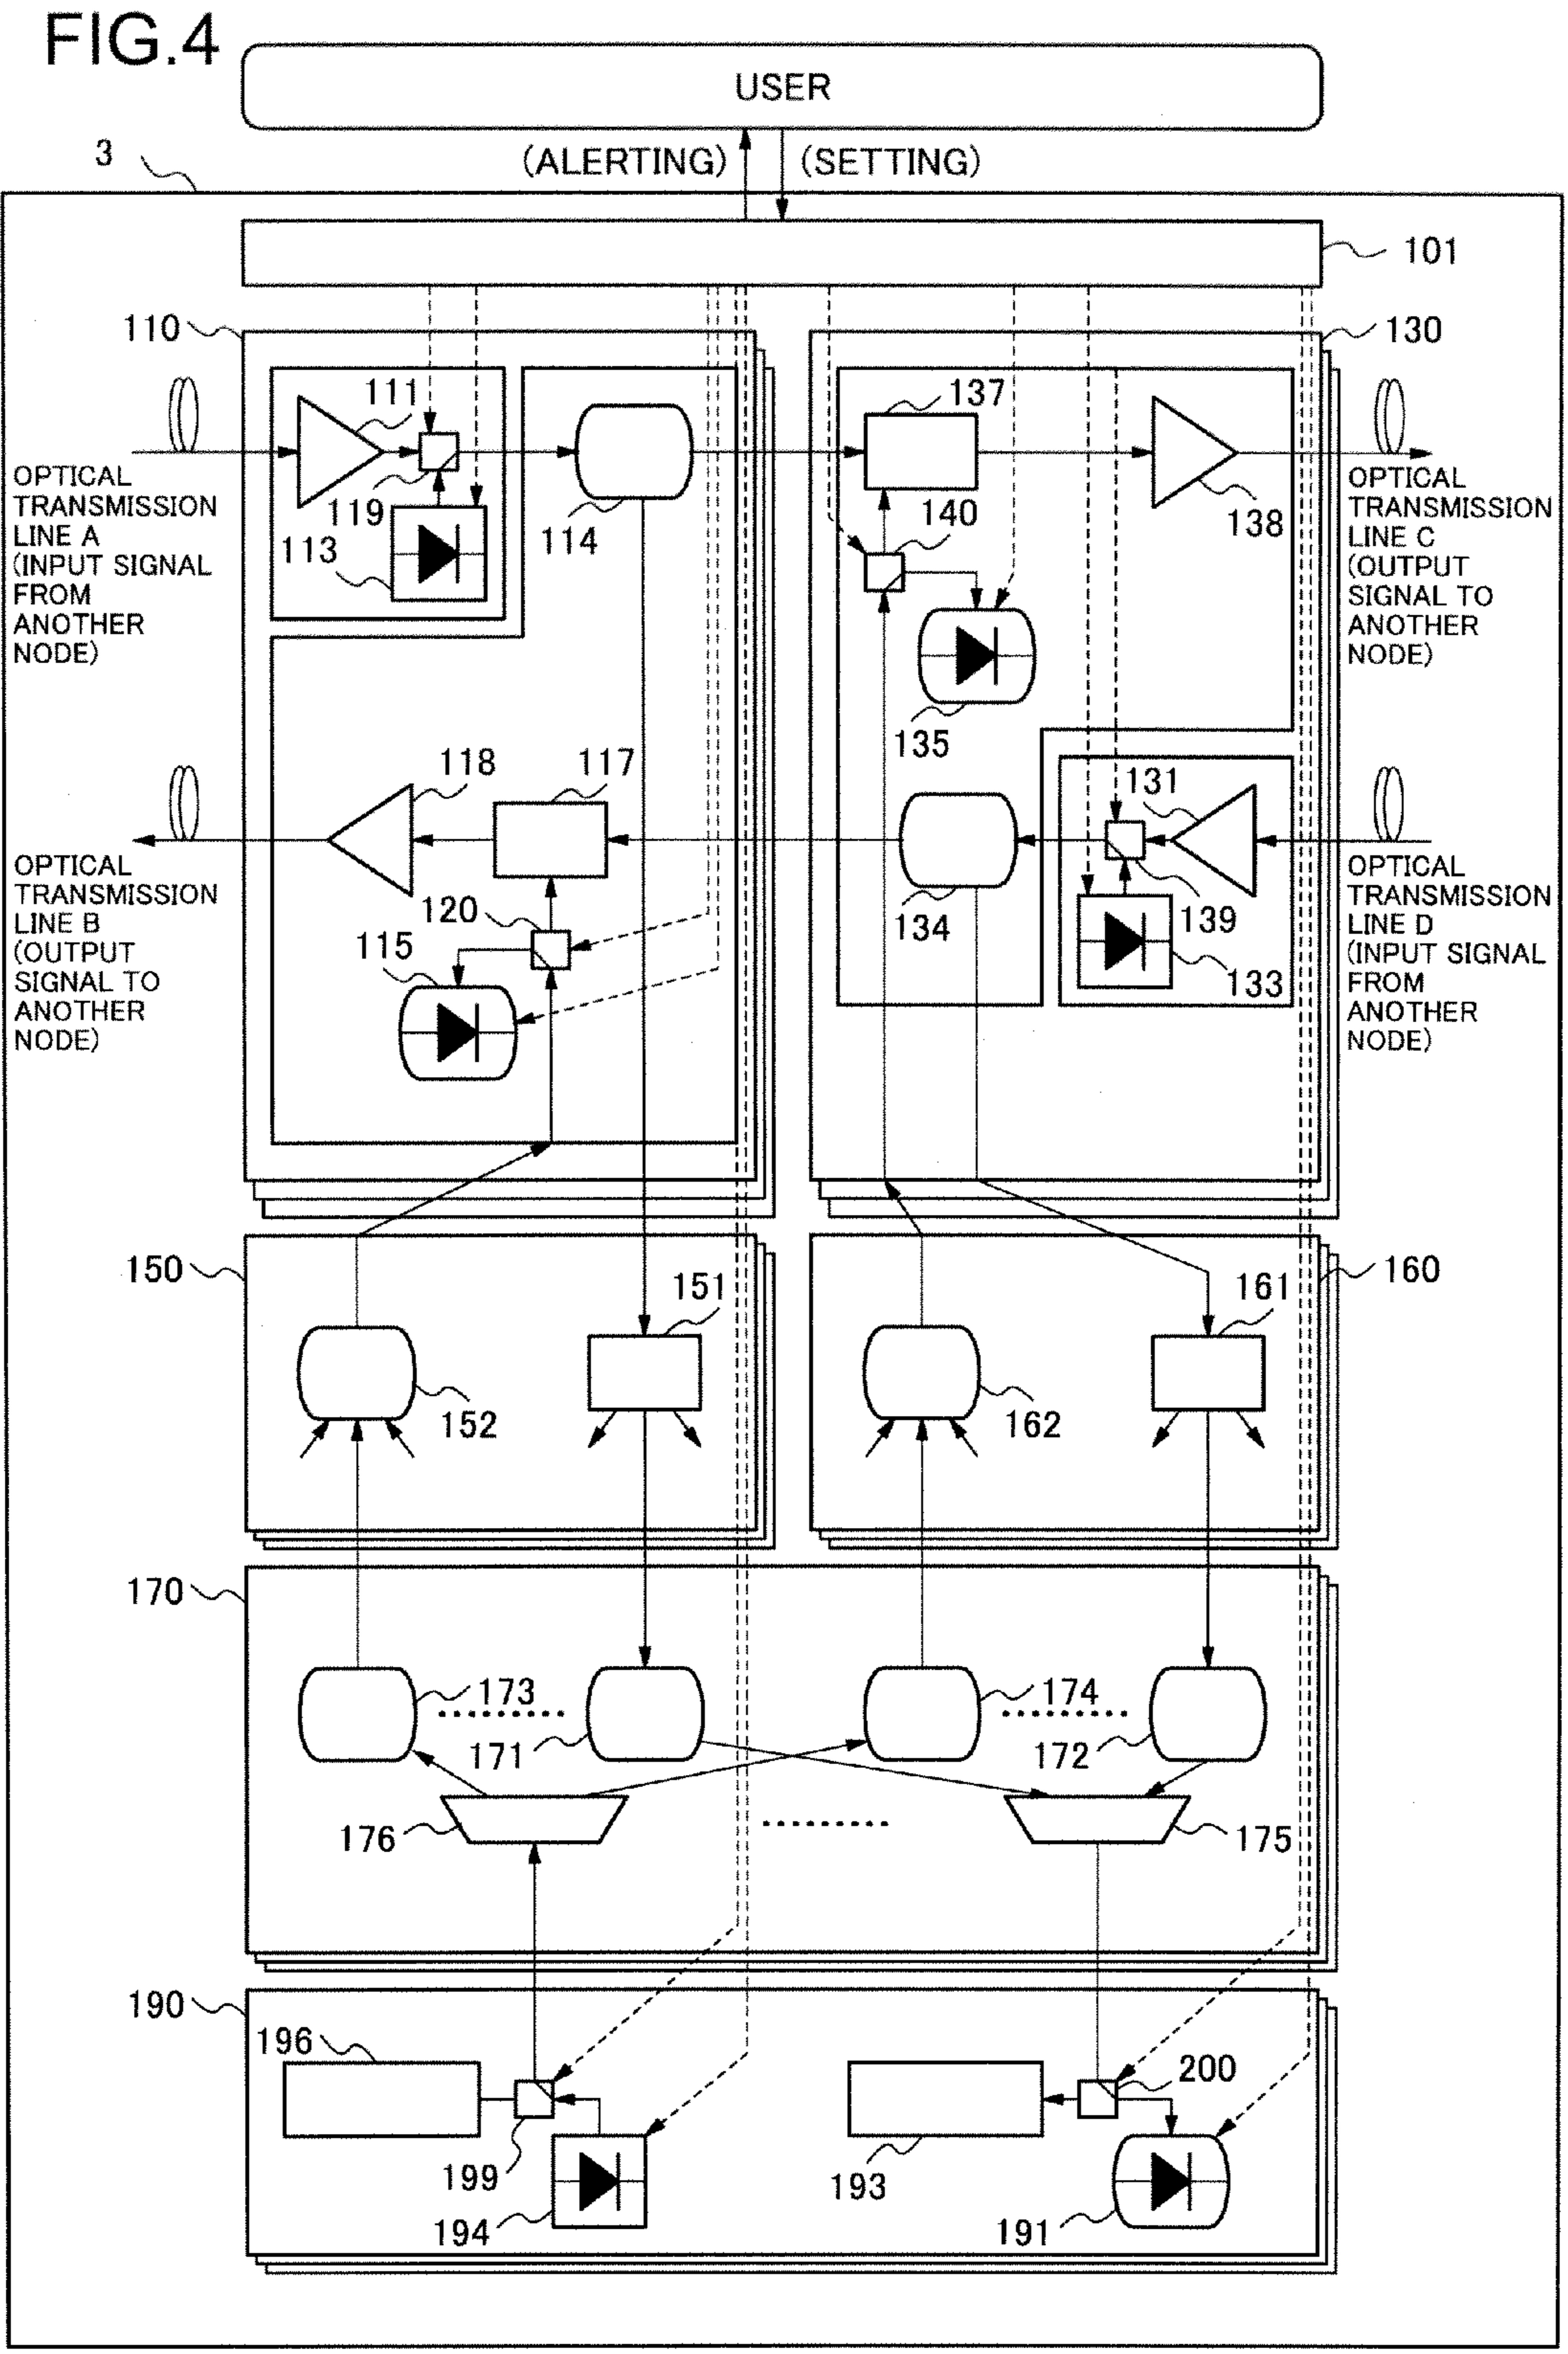 FIG.4
USER
3
(ALERTING)
(SETTING)
101
110
130
111
137
119
113
114
140
138
OPTICAL
TRANSMISSION
LINE A
(INPUT SIGNAL
FROM
ANOTHER
NODE)
OPTICAL
TRANSMISSION
LINE C
(OUTPUT
SIGNAL TO
ANOTHER
NODE)
135
118
117
131
120
115
134
139
133
OPTICAL
TRANSMISSION
LINE B
(OUTPUT
SIGNAL TO
ANOTHER
NODE)
OPTICAL
TRANSMISSION
LINE D
(INPUT SIGNAL
FROM
ANOTHER
NODE)
150
151
160
161
152
162
170
173
171
174
172
176
175
190
196
200
199
193
194
191